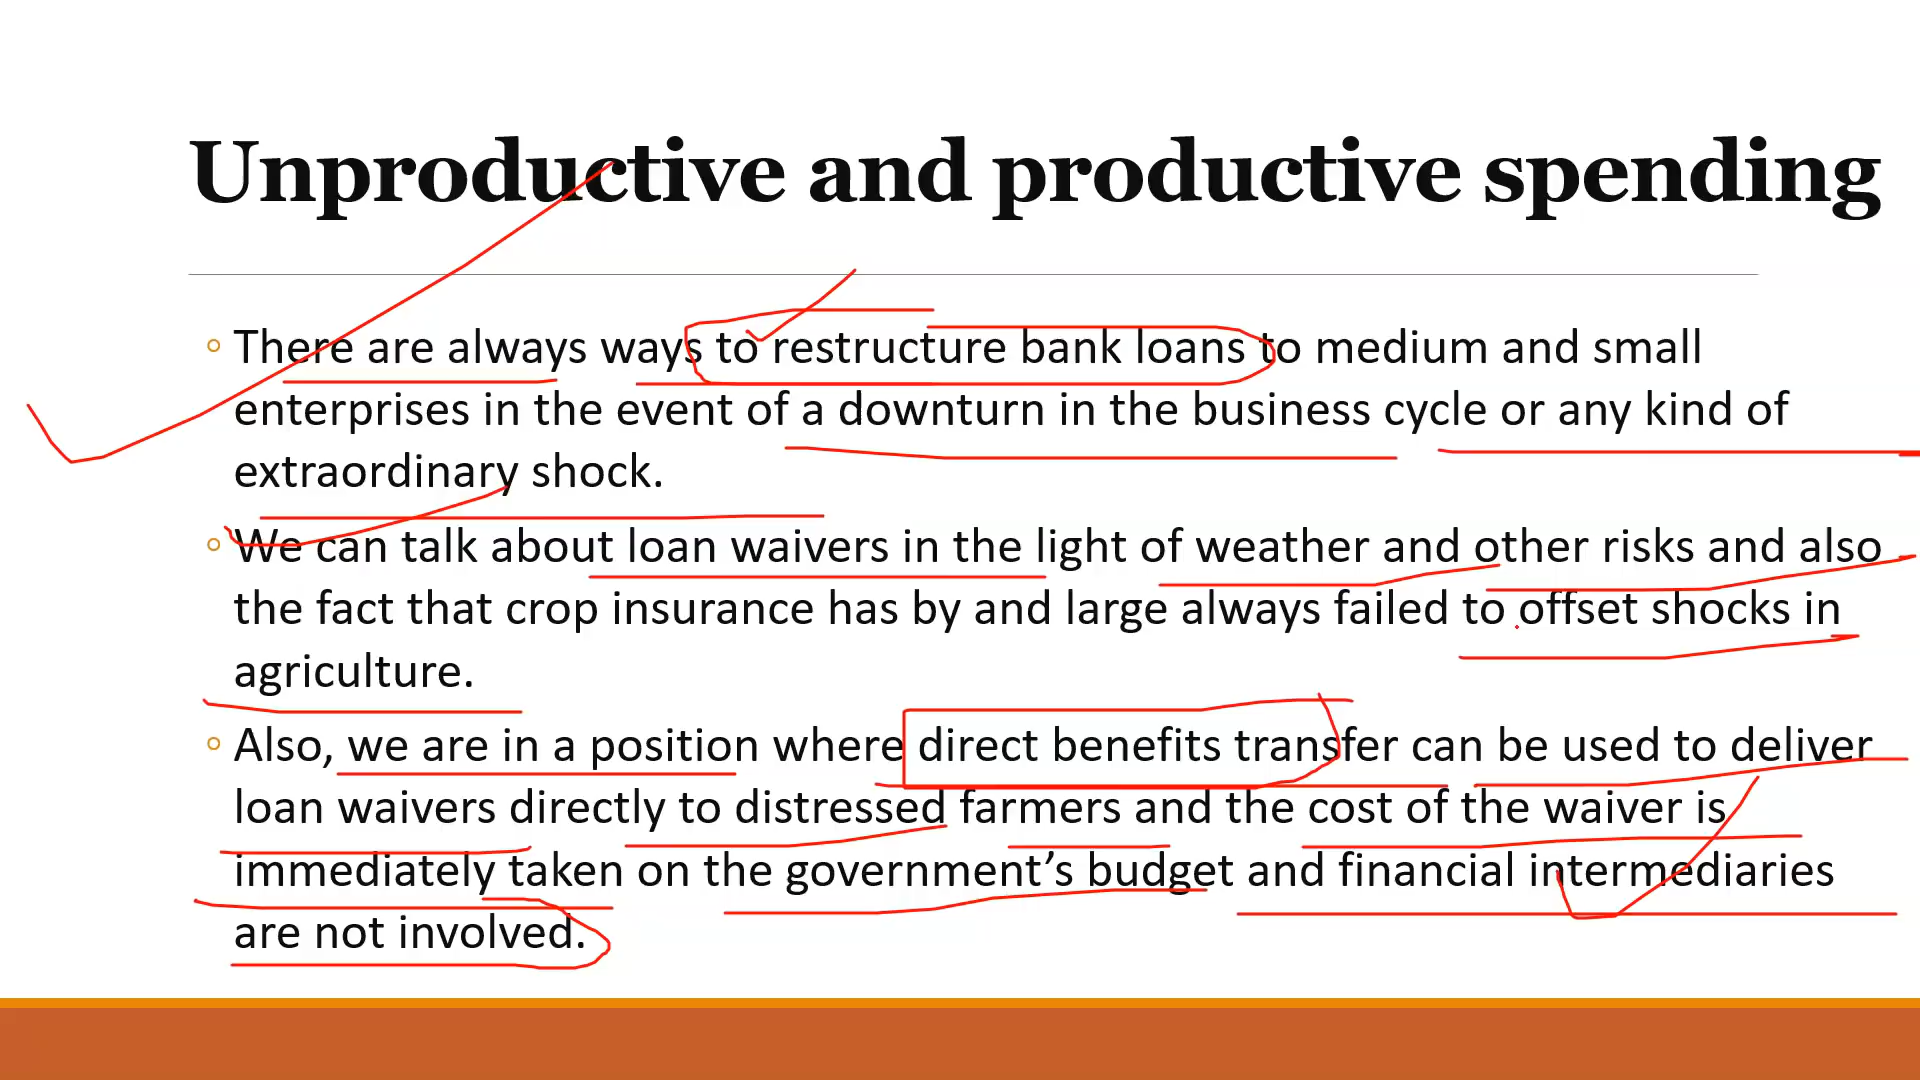 Unproductive and productive spending
There are always ways to restructure bank loans to medium and small
enterprises in the event of a downturn in the business cycle or any kind of
extraordinary shock.
We can talk about loan waivers in the light of weather and other risks and also
the fact that crop insurance has by and large always failed to offset shocks in
agriculture.
Also, we are in a position where direct benefits transfer can be used to deliver
loan waivers directly to distressed farmers and the cost of the waiver is
immediately taken on the government’s budget and financial intermediaries
are not involved.